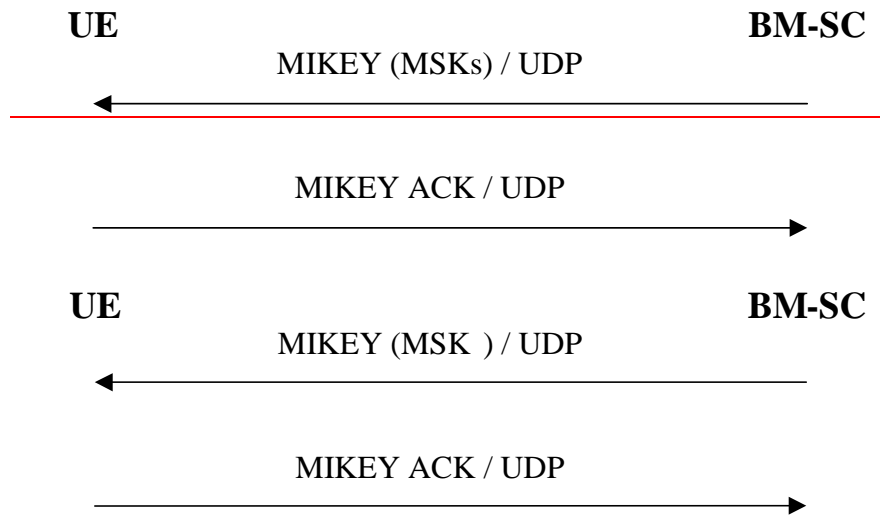 UE BM-SC
MIKEY (MSKs) / UDP
MIKEY ACK / UDP
UE BM-SC
MIKEY (MSK ) / UDP
MIKEY ACK / UDP